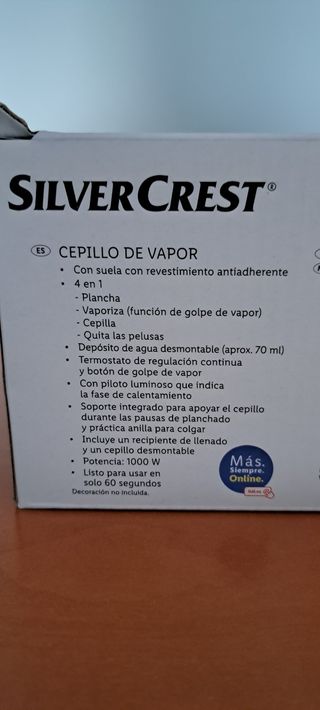 SILVERCREST®
ES CEPILLO DE VAPOR
• Con suela con revestimiento antiadherente
• 4 en 1
- Plancha
- Vaporiza (función de golpe de vapor)
- Cepilla
- Quita las pelusas
• Depósito de agua desmontable (aprox. 70 ml)
• Termostato de regulación continua
y botón de golpe de vapor
• Con piloto luminoso que indica
la fase de calentamiento
• Soporte integrado para apoyar el cepillo
durante las pausas de planchado
y práctica anilla para colgar
• Incluye un recipiente de llenado
y un cepillo desmontable
• Potencia: 1000 W
• Listo para usar en
solo 60 segundos
Decoración no incluida.
Más.
Siempre.
Online.